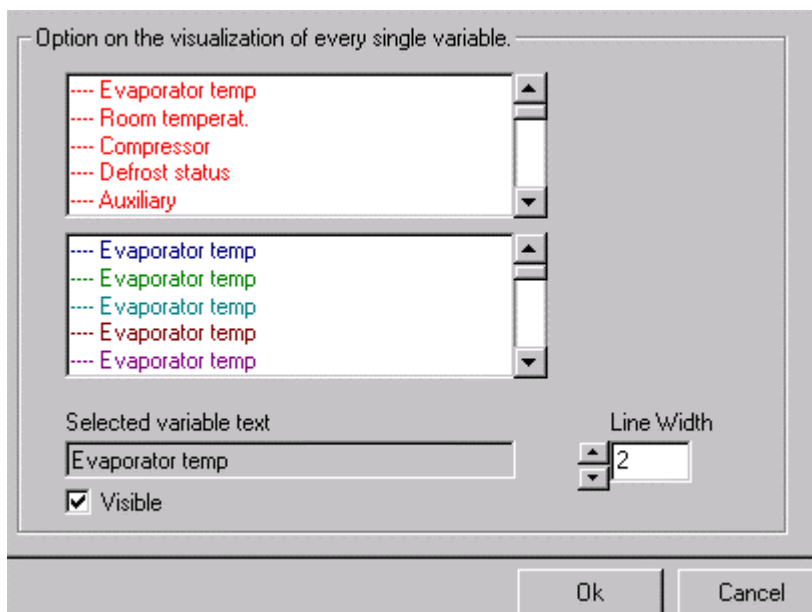 Option on the visualization of every single variable.
---- Evaporator temp
---- Room temperat.
---- Compressor
---- Defrost status
---- Auxiliary
---- Evaporator temp
---- Evaporator temp
---- Evaporator temp
---- Evaporator temp
---- Evaporator temp
Selected variable text
Line Width
Evaporator temp
2
Visible
Ok
Cancel